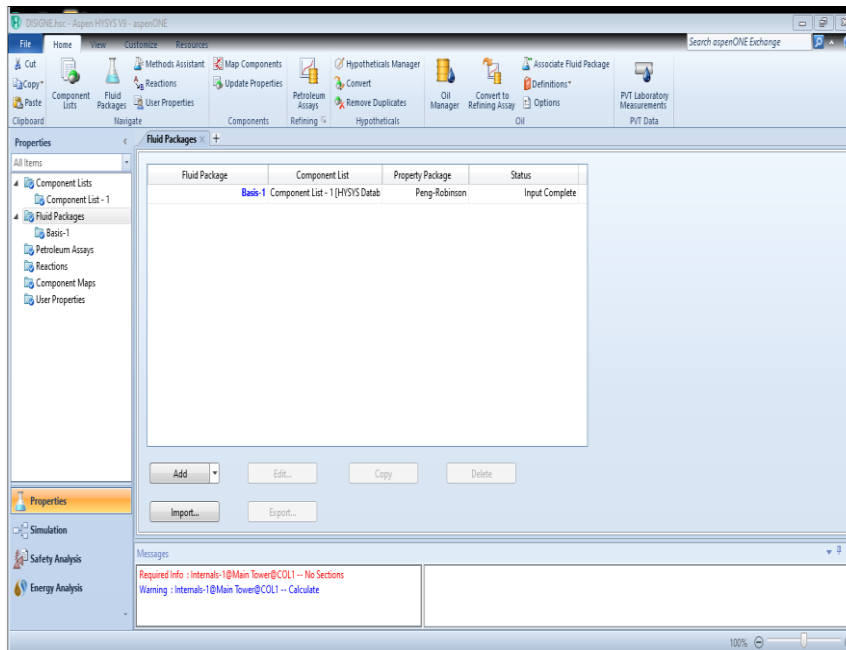 DISIGNE.hsc - Aspen HYSYS V9 - aspenONE
File Home View Customize Resources Search aspenONE Exchange
Cut
Copy
Paste
Clipboard
Component Lists
Fluid Packages
Methods Assistant
Reactions
User Properties
Navigate
Map Components
Update Properties
Components
Petroleum Assays
Refining
Hypotheticals Manager
Convert
Remove Duplicates
Hypotheticals
Oil Manager
Convert to Refining Assay
Associate Fluid Package
Definitions
Options
Oil
PVT Laboratory Measurements
PVT Data
Properties <
All Items
Component Lists
Component List - 1
Fluid Packages
Basis-1
Petroleum Assays
Reactions
Component Maps
User Properties
Properties
Simulation
Safety Analysis
Energy Analysis
Fluid Packages × +
Fluid Package Component List Property Package Status
Basis-1 Component List - 1 [HYSYS Datab Peng-Robinson Input Complete
Add Edit... Copy Delete
Import... Export...
Messages
Required Info : Internals-1@Main Tower@COL1 -- No Sections
Warning : Internals-1@Main Tower@COL1 -- Calculate
100%